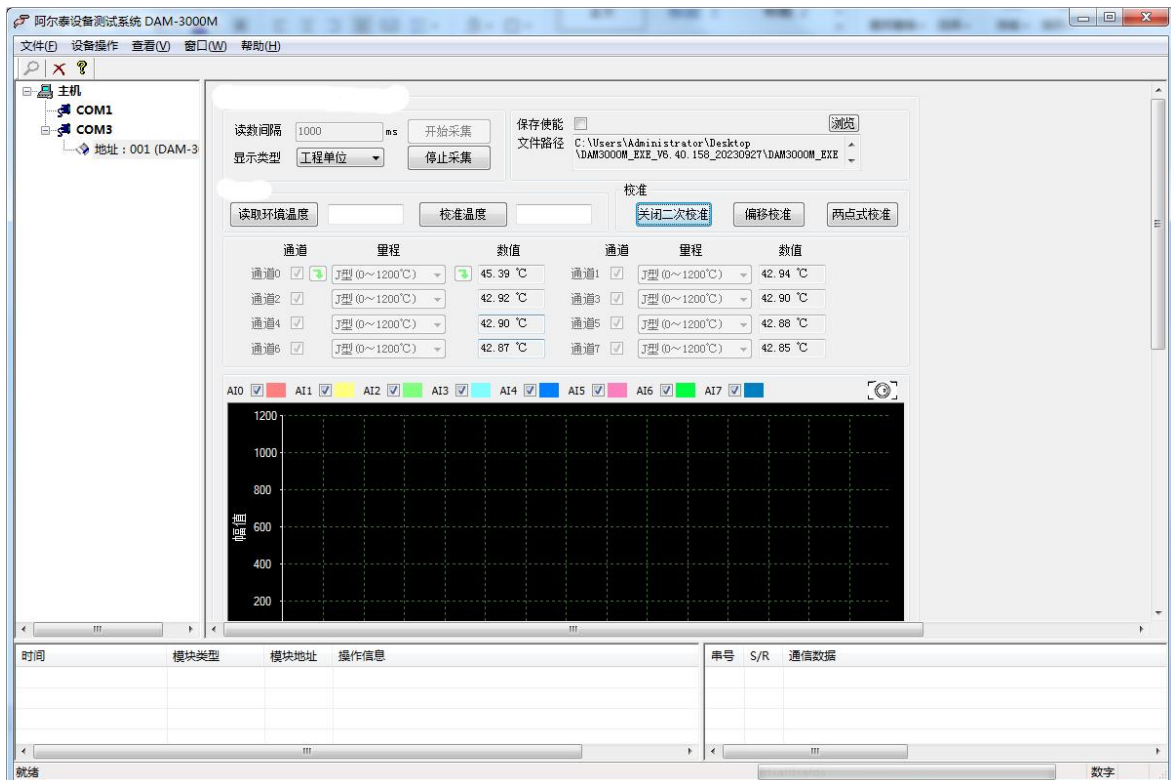 阿尔泰设备测试系统 DAM-3000M
文件(F) 设备操作 查看(V) 窗口(W) 帮助(H)
主机
COM1
COM3
地址：001 (DAM-3
读数间隔 1000 ms 开始采集
显示类型 工程单位 停止采集
保存使能 浏览
文件路径 C:\Users\Administrator\Desktop
\DAM3000M_EXE_V6.40.158_20230927\DAM3000M_EXE
读取环境温度 校准温度
校准
关闭二次校准 偏移校准 两点式校准
通道 里程 数值 通道 里程 数值
通道0 J型(0～1200℃) 45.39 ℃ 通道1 J型(0～1200℃) 42.94 ℃
通道2 J型(0～1200℃) 42.92 ℃ 通道3 J型(0～1200℃) 42.90 ℃
通道4 J型(0～1200℃) 42.90 ℃ 通道5 J型(0～1200℃) 42.88 ℃
通道6 J型(0～1200℃) 42.87 ℃ 通道7 J型(0～1200℃) 42.85 ℃
AI0 AI1 AI2 AI3 AI4 AI5 AI6 AI7
1200
1000
800
600
400
200
幅值
时间 模块类型 模块地址 操作信息
串号 S/R 通信数据
就绪 数字